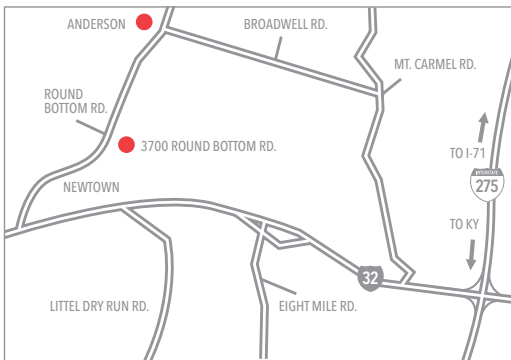 ANDERSON
BROADWELL RD.
MT. CARMEL RD.
ROUND
BOTTOM RD.
3700 ROUND BOTTOM RD.
TO I-71
INTERSTATE
275
NEWTOWN
TO KY
32
LITTEL DRY RUN RD.
EIGHT MILE RD.